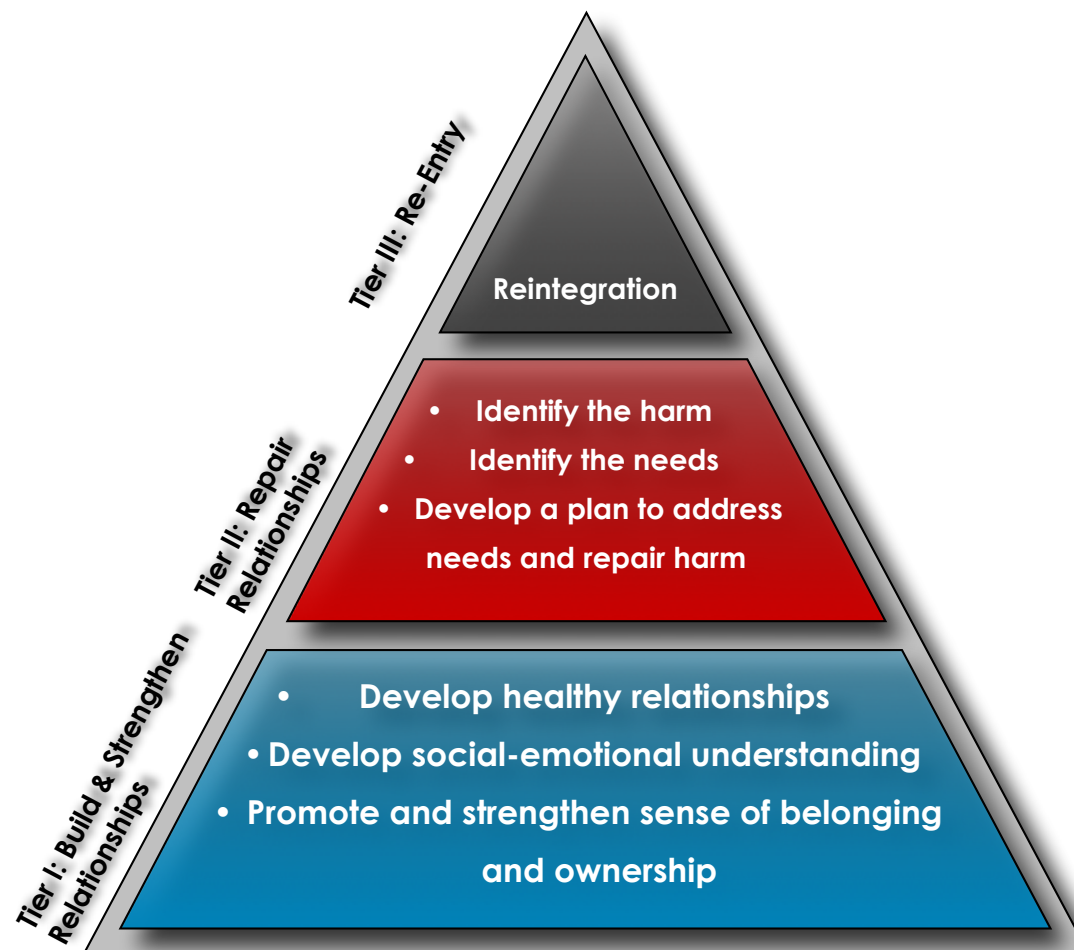 Tier III: Re-Entry
Reintegration
Tier II: Repair
Relationships
• Identify the harm
• Identify the needs
• Develop a plan to address
needs and repair harm
Tier I: Build & Strengthen
Relationships
• Develop healthy relationships
• Develop social-emotional understanding
• Promote and strengthen sense of belonging
and ownership